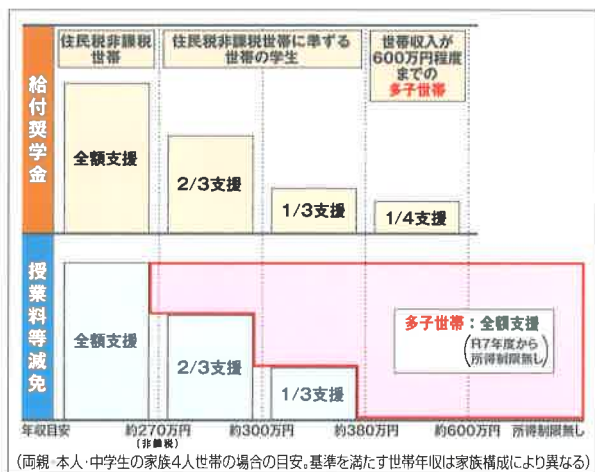 住民税非課税
世帯
住民税非課税世帯に準ずる
世帯の学生
世帯収入が
600万円程度
までの
多子世帯
給付奨学金
全額支援
2/3支援
1/3支援
1/4支援
授業料等減免
全額支援
2/3支援
1/3支援
多子世帯：全額支援
(R7年度から
所得制限無し)
年収目安 約270万円 約300万円 約380万円 約600万円 所得制限無し
(非課税)
(両親・本人・中学生の家族4人世帯の場合の目安。基準を満たす世帯年収は家族構成により異なる)